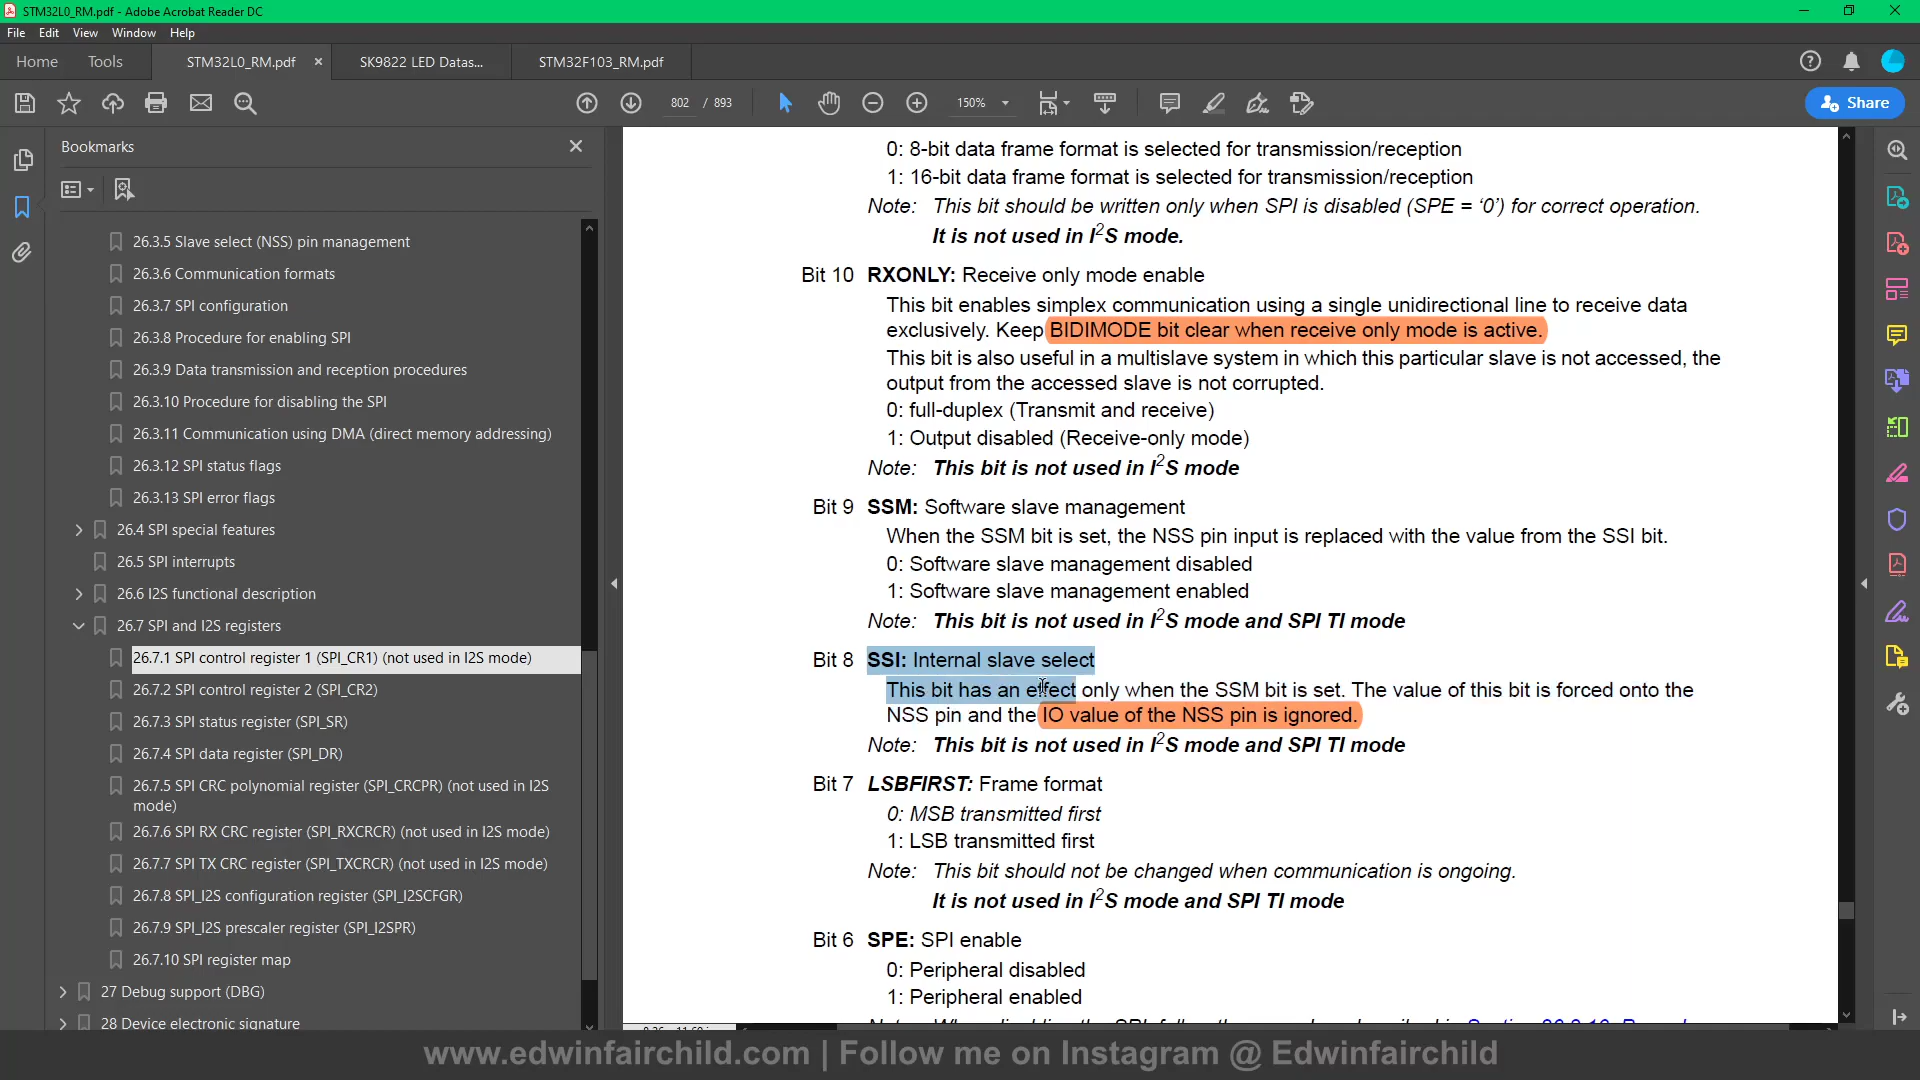 STM32L0_RM.pdf - Adobe Acrobat Reader DC
File Edit View Window Help
Home Tools STM32L0_RM.pdf × SK9822 LED Datas... STM32F103_RM.pdf
802 / 893 150% Share
Bookmarks
26.3.5 Slave select (NSS) pin management
26.3.6 Communication formats
26.3.7 SPI configuration
26.3.8 Procedure for enabling SPI
26.3.9 Data transmission and reception procedures
26.3.10 Procedure for disabling the SPI
26.3.11 Communication using DMA (direct memory addressing)
26.3.12 SPI status flags
26.3.13 SPI error flags
26.4 SPI special features
26.5 SPI interrupts
26.6 I2S functional description
26.7 SPI and I2S registers
26.7.1 SPI control register 1 (SPI_CR1) (not used in I2S mode)
26.7.2 SPI control register 2 (SPI_CR2)
26.7.3 SPI status register (SPI_SR)
26.7.4 SPI data register (SPI_DR)
26.7.5 SPI CRC polynomial register (SPI_CRCPR) (not used in I2S
mode)
26.7.6 SPI RX CRC register (SPI_RXCRCR) (not used in I2S mode)
26.7.7 SPI TX CRC register (SPI_TXCRCR) (not used in I2S mode)
26.7.8 SPI_I2S configuration register (SPI_I2SCFGR)
26.7.9 SPI_I2S prescaler register (SPI_I2SPR)
26.7.10 SPI register map
27 Debug support (DBG)
28 Device electronic signature
0: 8-bit data frame format is selected for transmission/reception
1: 16-bit data frame format is selected for transmission/reception
Note: This bit should be written only when SPI is disabled (SPE = ‘0’) for correct operation.
It is not used in I2S mode.
Bit 10 RXONLY: Receive only mode enable
This bit enables simplex communication using a single unidirectional line to receive data
exclusively. Keep BIDIMODE bit clear when receive only mode is active.
This bit is also useful in a multislave system in which this particular slave is not accessed, the
output from the accessed slave is not corrupted.
0: full-duplex (Transmit and receive)
1: Output disabled (Receive-only mode)
Note: This bit is not used in I2S mode
Bit 9 SSM: Software slave management
When the SSM bit is set, the NSS pin input is replaced with the value from the SSI bit.
0: Software slave management disabled
1: Software slave management enabled
Note: This bit is not used in I2S mode and SPI TI mode
Bit 8 SSI: Internal slave select
This bit has an effect only when the SSM bit is set. The value of this bit is forced onto the
NSS pin and the IO value of the NSS pin is ignored.
Note: This bit is not used in I2S mode and SPI TI mode
Bit 7 LSBFIRST: Frame format
0: MSB transmitted first
1: LSB transmitted first
Note: This bit should not be changed when communication is ongoing.
It is not used in I2S mode and SPI TI mode
Bit 6 SPE: SPI enable
0: Peripheral disabled
1: Peripheral enabled
www.edwinfairchild.com | Follow me on Instagram @ Edwinfairchild